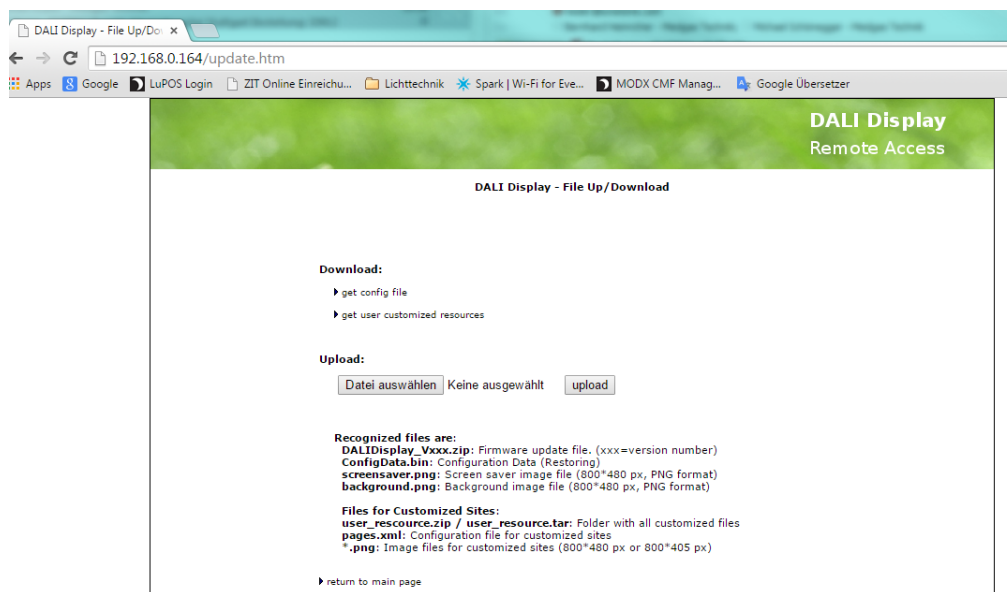 DALI Display - File Up/Do
192.168.0.164/update.htm
Apps Google LuPOS Login ZIT Online Einreichu... Lichttechnik Spark | Wi-Fi for Eve... MODX CMF Manag... Google Übersetzer
DALI Display
Remote Access
DALI Display - File Up/Download
Download:
get config file
get user customized resources
Upload:
Datei auswählen Keine ausgewählt upload
Recognized files are:
DALIDisplay_Vxxx.zip: Firmware update file. (xxx=version number)
ConfigData.bin: Configuration Data (Restoring)
screensaver.png: Screen saver image file (800*480 px, PNG format)
background.png: Background image file (800*480 px, PNG format)
Files for Customized Sites:
user_rescource.zip / user_resource.tar: Folder with all customized files
pages.xml: Configuration file for customized sites
*.png: Image files for customized sites (800*480 px or 800*405 px)
return to main page